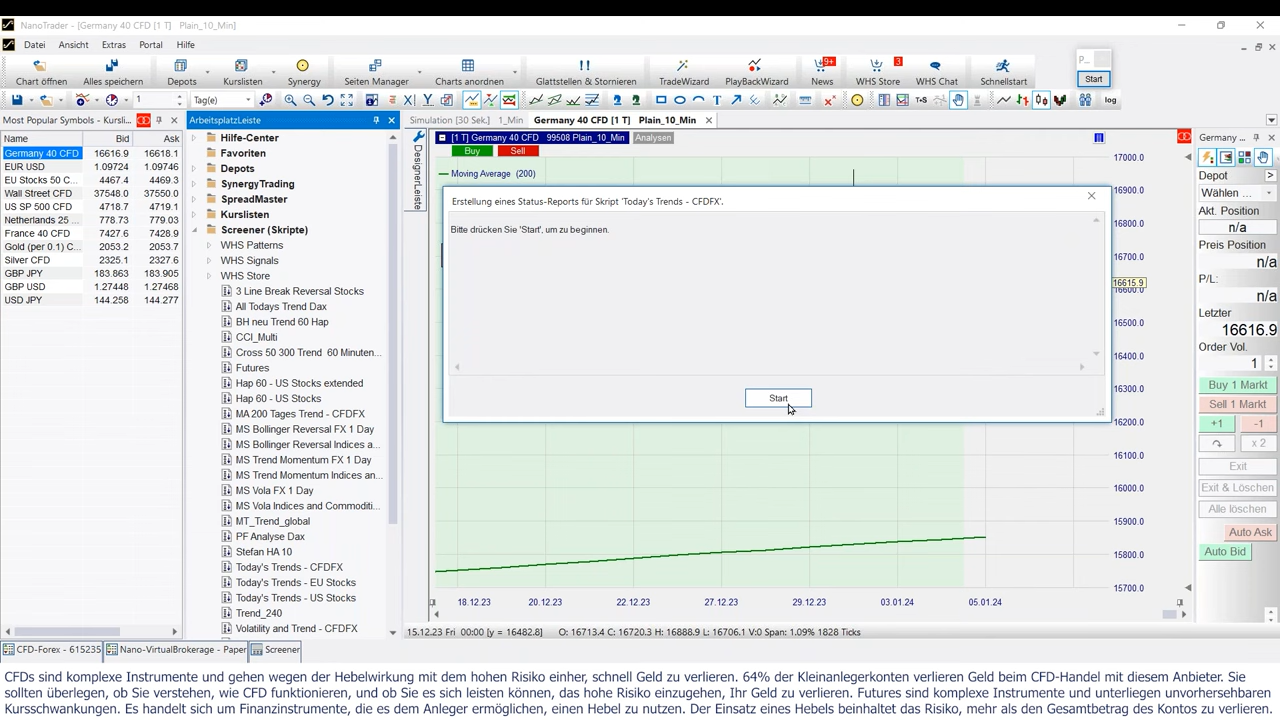 NanoTrader - [Germany 40 CFD [1 T] Plain_10_Min]
Datei Ansicht Extras Portal Hilfe
Chart öffnen Alles speichern Depots Kurslisten Synergy Seiten Manager Charts anordnen Glattstellen & Stornieren TradeWizard PlayBackWizard News 9+ WHS Store 3 WHS Chat Schnellstart
P...
Start
1 Tag(e) T+S log
Most Popular Symbols - Kursli...
ArbeitsplatzLeiste
Simulation [30 Sek.] 1_Min Germany 40 CFD [1 T] Plain_10_Min
Germany ...
Name Bid Ask
Germany 40 CFD 16616.9 16618.1
EUR USD 1.09724 1.09746
EU Stocks 50 C... 4467.4 4469.3
Wall Street CFD 37548.0 37550.0
US SP 500 CFD 4718.7 4719.1
Netherlands 25 ... 778.73 779.03
France 40 CFD 7427.6 7428.9
Gold (per 0.1) C... 2053.2 2053.7
Silver CFD 2325.1 2327.6
GBP JPY 183.863 183.905
GBP USD 1.27448 1.27468
USD JPY 144.258 144.277
Hilfe-Center
Favoriten
Depots
SynergyTrading
SpreadMaster
Kurslisten
Screener (Skripte)
WHS Patterns
WHS Signals
WHS Store
3 Line Break Reversal Stocks
All Todays Trend Dax
BH neu Trend 60 Hap
CCI_Multi
Cross 50 300 Trend 60 Minuten...
Futures
Hap 60 - US Stocks extended
Hap 60 - US Stocks
MA 200 Tages Trend - CFDFX
MS Bollinger Reversal FX 1 Day
MS Bollinger Reversal Indices a...
MS Trend Momentum FX 1 Day
MS Trend Momentum Indices an...
MS Vola FX 1 Day
MS Vola Indices and Commoditi...
MT_Trend_global
PF Analyse Dax
Stefan HA 10
Today's Trends - CFDFX
Today's Trends - EU Stocks
Today's Trends - US Stocks
Trend_240
Volatility and Trend - CFDFX
DesignerLeiste
[1 T] Germany 40 CFD 99508 Plain_10_Min Analysen
Buy Sell
Moving Average (200)
Erstellung eines Status-Reports für Skript 'Today's Trends - CFDFX'.
Bitte drücken Sie 'Start', um zu beginnen.
Start
17000.0
16900.0
16800.0
16700.0
16615.9
16500.0
16400.0
16300.0
16200.0
16100.0
16000.0
15900.0
15800.0
15700.0
18.12.23 20.12.23 22.12.23 27.12.23 29.12.23 03.01.24 05.01.24
15.12.23 Fri 00:00 [y = 16482.8] O: 16713.4 C: 16720.3 H: 16888.9 L: 16706.1 V:0 Span: 1.09% 1828 Ticks
Depot >
Wählen ...
Akt. Position
n/a
Preis Position
n/a
P/L:
n/a
Letzter
16616.9
Order Vol.
1
Buy 1 Markt
Sell 1 Markt
+1 -1
x 2
Exit
Exit & Löschen
Alle löschen
Auto Ask
Auto Bid
CFD-Forex - 615235 Nano-VirtualBrokerage - Paper Screener
CFDs sind komplexe Instrumente und gehen wegen der Hebelwirkung mit dem hohen Risiko einher, schnell Geld zu verlieren. 64% der Kleinanlegerkonten verlieren Geld beim CFD-Handel mit diesem Anbieter. Sie
sollten überlegen, ob Sie verstehen, wie CFD funktionieren, und ob Sie es sich leisten können, das hohe Risiko einzugehen, Ihr Geld zu verlieren. Futures sind komplexe Instrumente und unterliegen unvorhersehbaren
Kursschwankungen. Es handelt sich um Finanzinstrumente, die es dem Anleger ermöglichen, einen Hebel zu nutzen. Der Einsatz eines Hebels beinhaltet das Risiko, mehr als den Gesamtbetrag des Kontos zu verlieren.